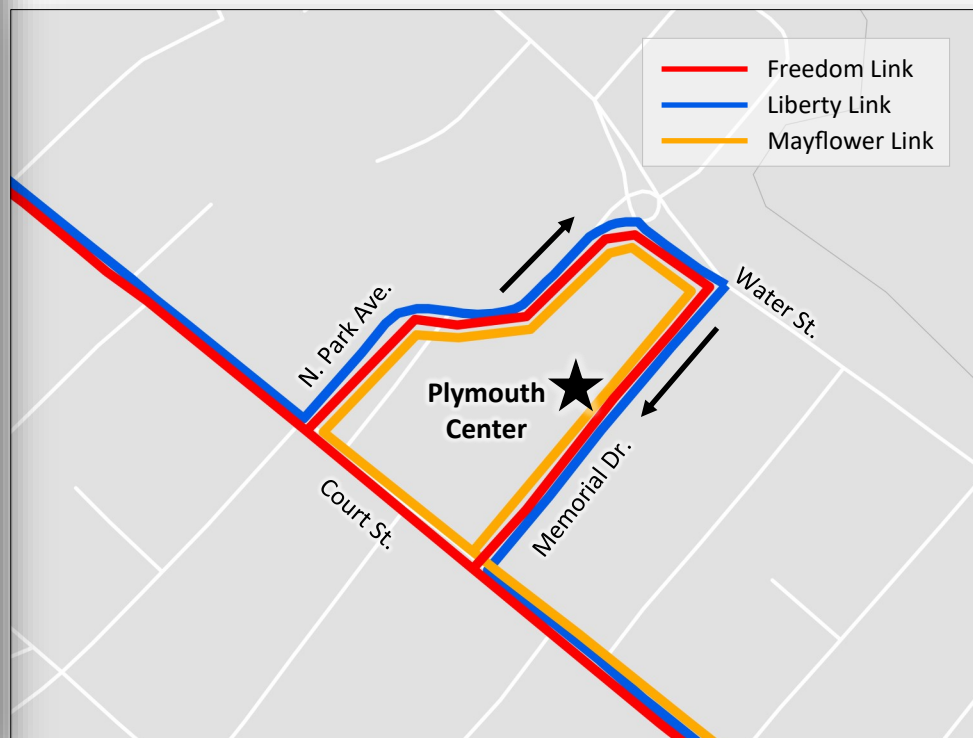 Freedom Link
Liberty Link
Mayflower Link
N. Park Ave.
Water St.
Plymouth
Center
Court St.
Memorial Dr.